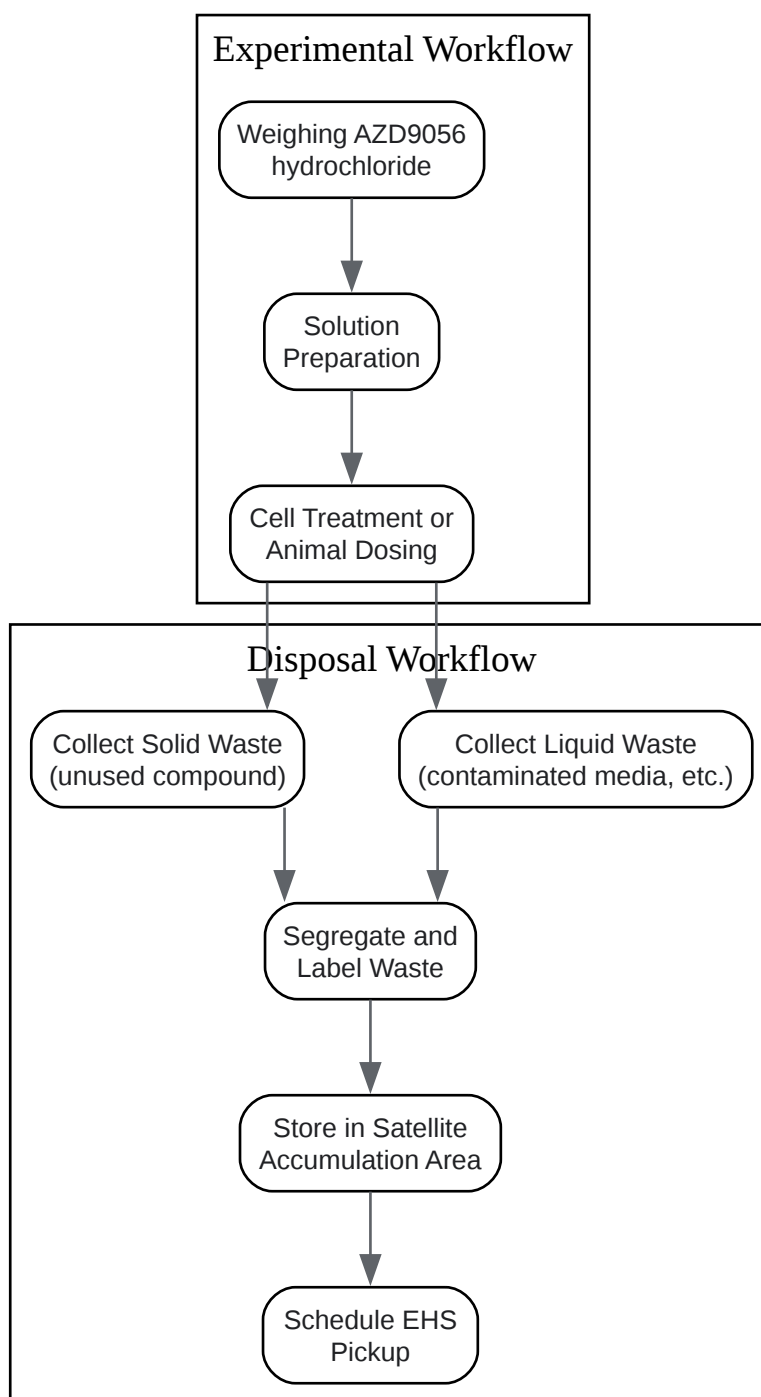 Experimental Workflow
Weighing AZD9056
hydrochloride
Solution
Preparation
Cell Treatment or
Animal Dosing
Disposal Workflow
Collect Solid Waste
(unused compound)
Collect Liquid Waste
(contaminated media, etc.)
Segregate and
Label Waste
Store in Satellite
Accumulation Area
Schedule EHS
Pickup